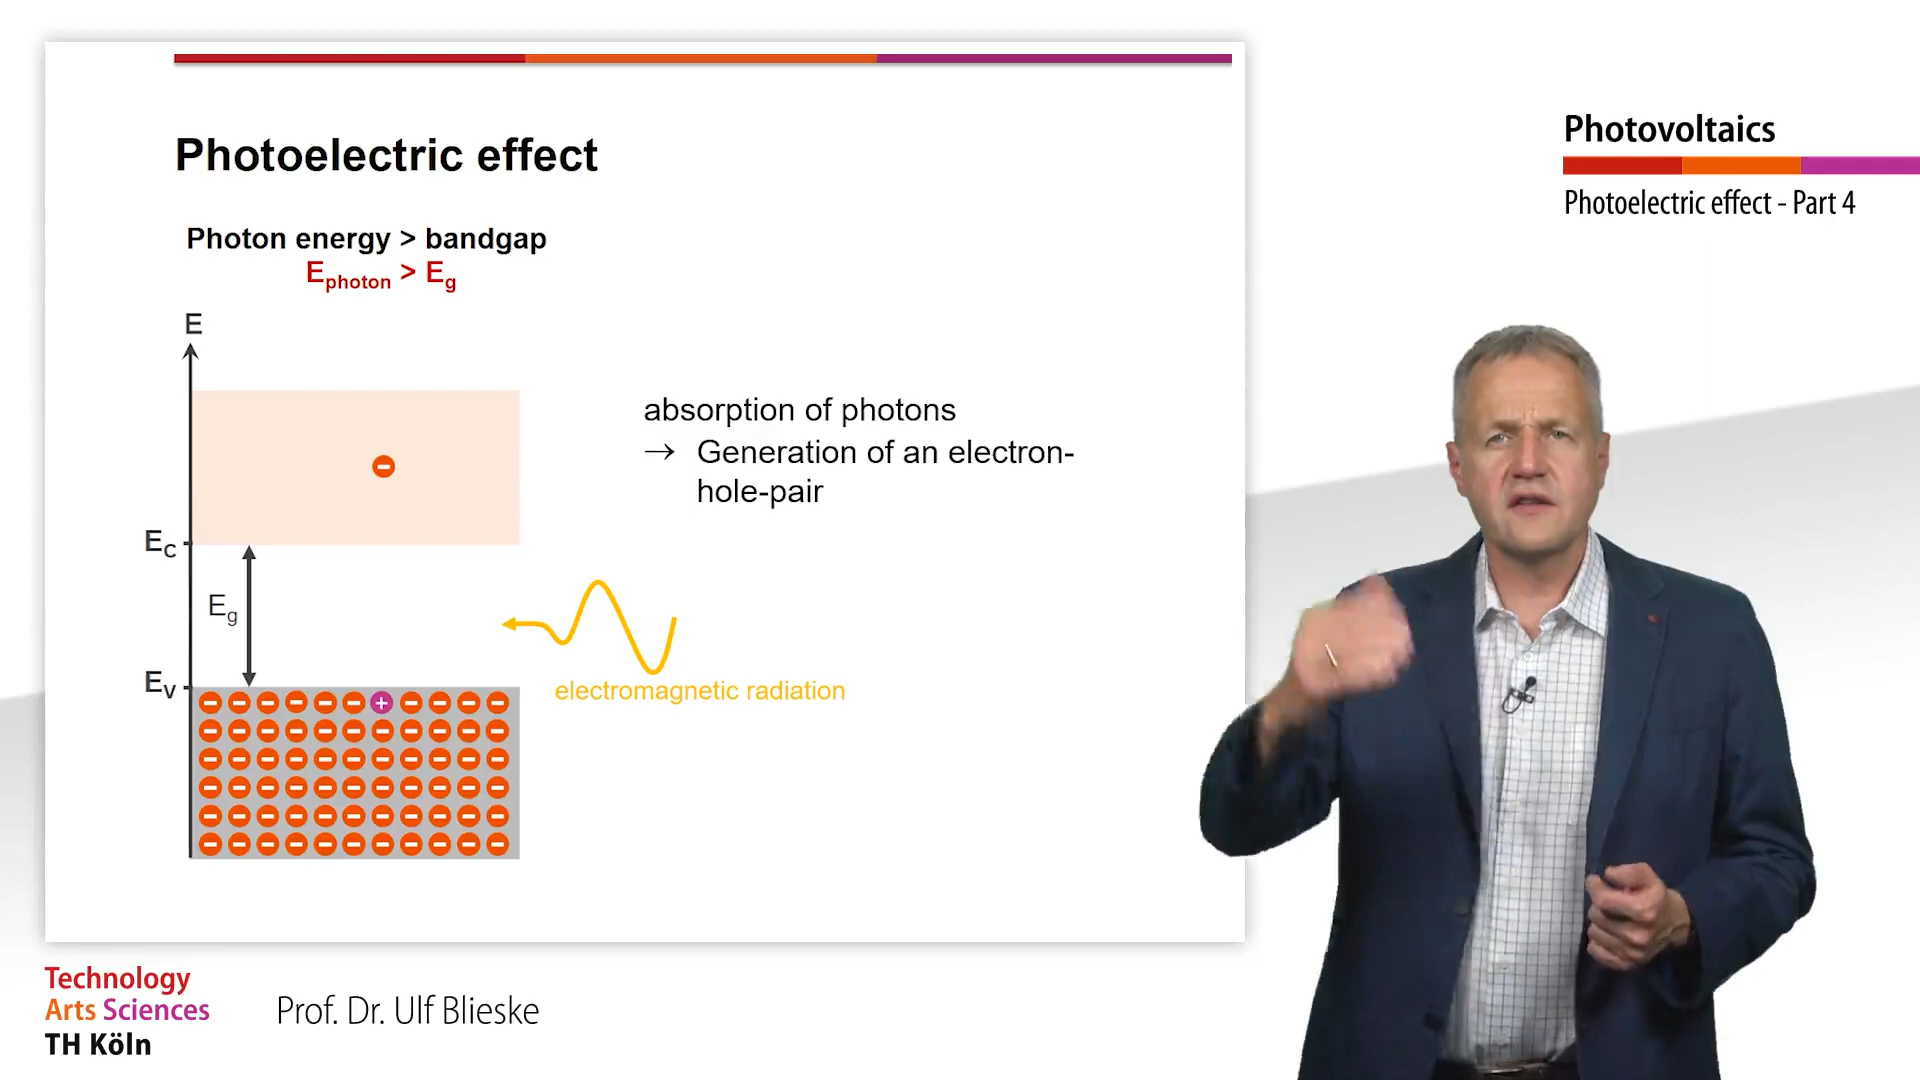 Photoelectric effect
Photon energy > bandgap
Ephoton > Eg
E
absorption of photons
→ Generation of an electron-
hole-pair
EC
Eg
EV
electromagnetic radiation
Photovoltaics
Photoelectric effect - Part 4
Technology
Arts Sciences
TH Köln
Prof. Dr. Ulf Blieske